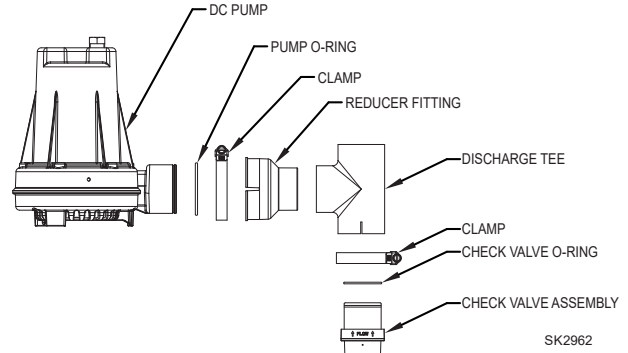 DC PUMP
PUMP O-RING
CLAMP
REDUCER FITTING
DISCHARGE TEE
CLAMP
CHECK VALVE O-RING
CHECK VALVE ASSEMBLY
↑ FLOW ↑
SK2962